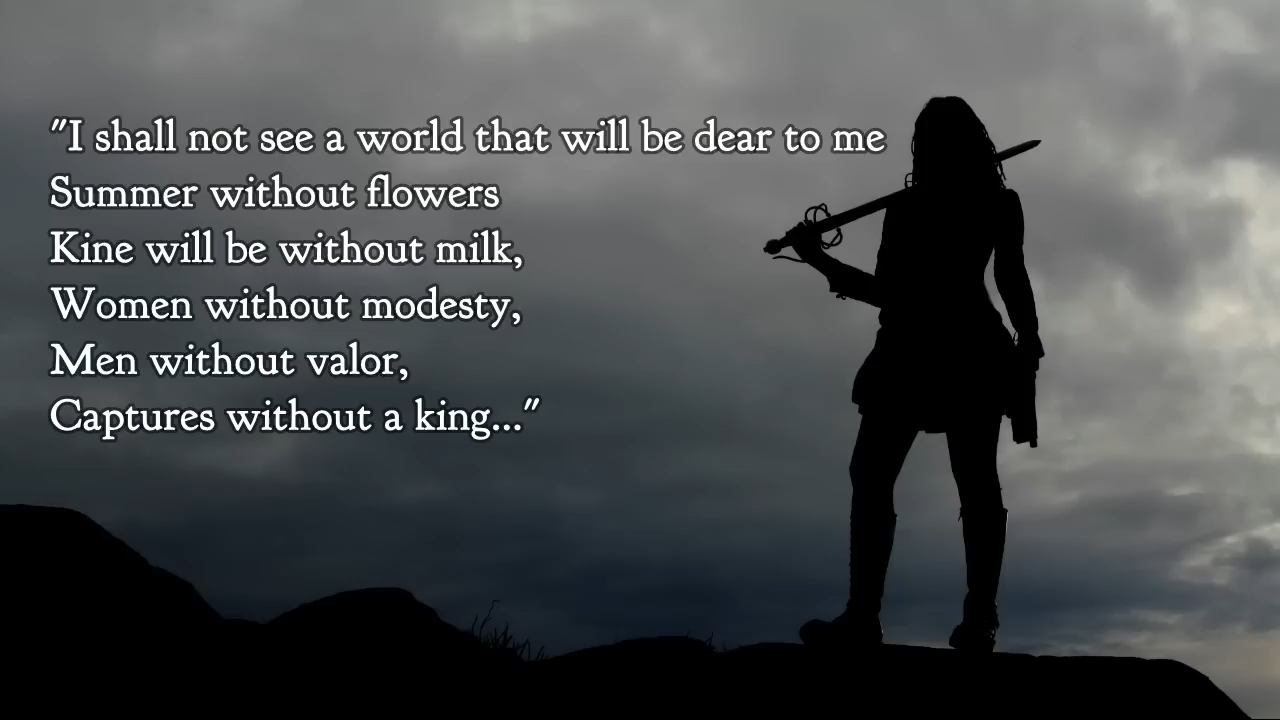 "I shall not see a world that will be dear to me
Summer without flowers
Kine will be without milk,
Women without modesty,
Men without valor,
Captures without a king..."